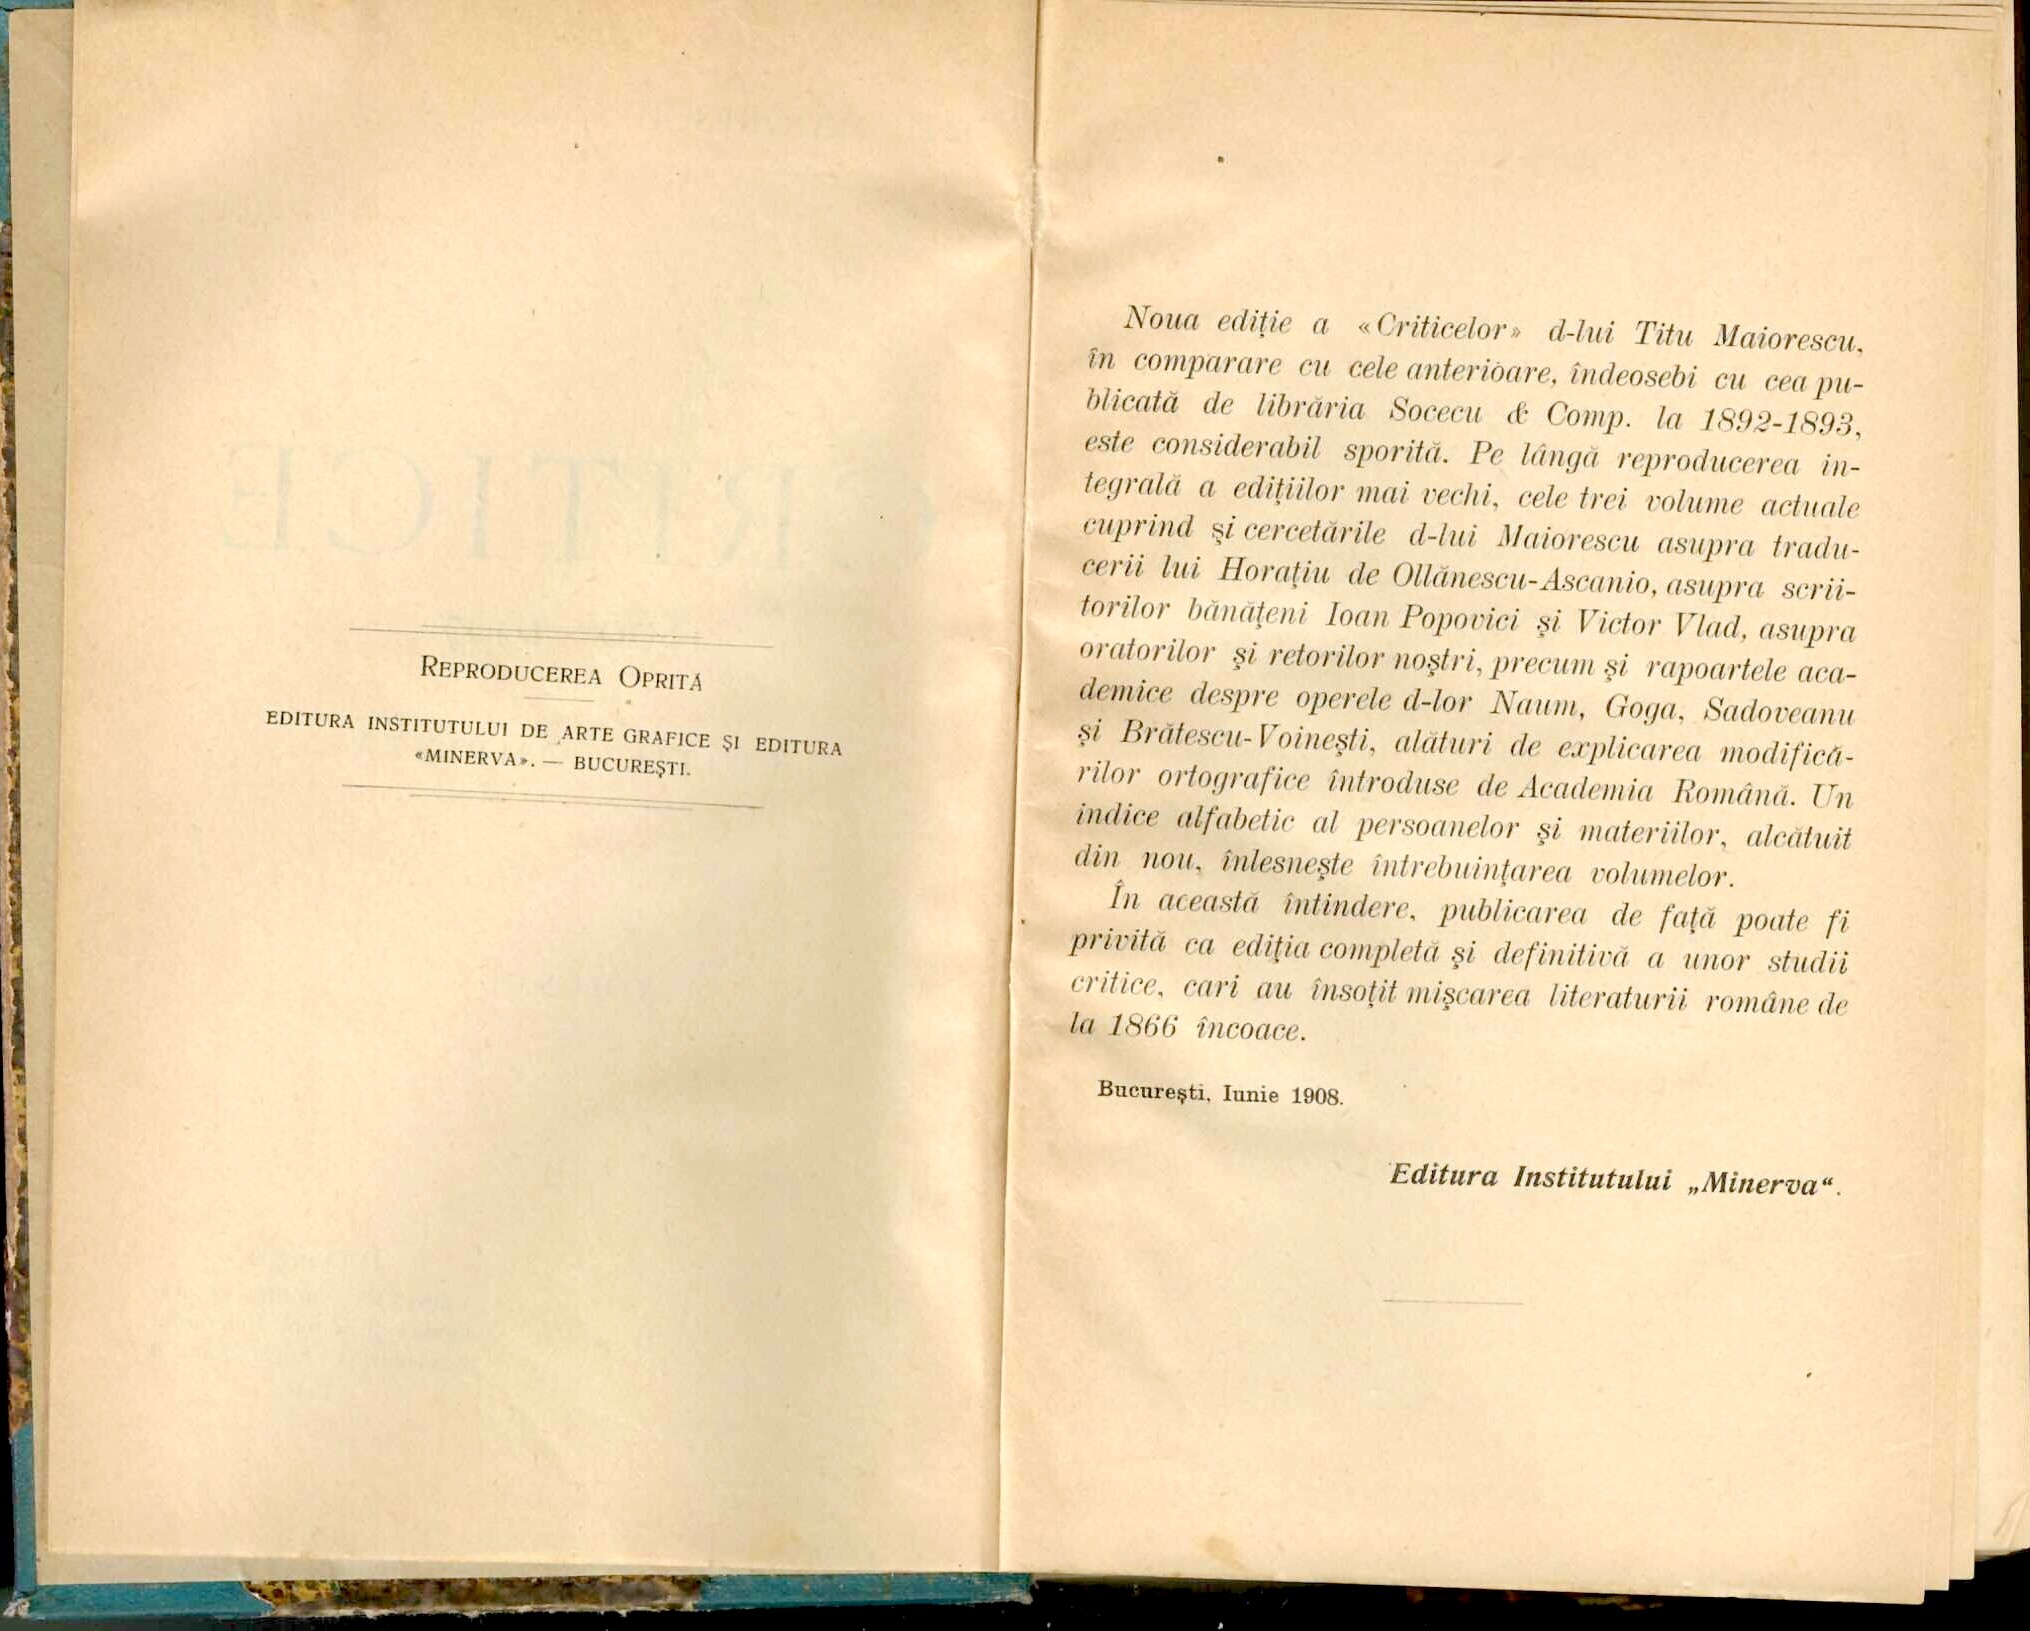 REPRODUCEREA OPRITĂ
EDITURA INSTITUTULUI DE ARTE GRAFICE ŞI EDITURA
«MINERVA». — BUCUREŞTI.
Noua ediţie a «Criticelor» d-lui Titu Maiorescu,
în comparare cu cele anterioare, îndeosebi cu cea pu-
blicată de librăria Socecu & Comp. la 1892-1893,
este considerabil sporită. Pe lângă reproducerea in-
tegrală a ediţiilor mai vechi, cele trei volume actuale
cuprind şi cercetările d-lui Maiorescu asupra tradu-
cerii lui Horaţiu de Ollănescu-Ascanio, asupra scrii-
torilor bănăţeni Ioan Popovici şi Victor Vlad, asupra
oratorilor şi retorilor noştri, precum şi rapoartele aca-
demice despre operele d-lor Naum, Goga, Sadoveanu
şi Brătescu-Voineşti, alături de explicarea modifică-
rilor ortografice întroduse de Academia Română. Un
indice alfabetic al persoanelor şi materiilor, alcătuit
din nou, înlesneşte întrebuinţarea volumelor.
În această întindere, publicarea de faţă poate fi
privită ca ediţia completă şi definitivă a unor studii
critice, cari au însoţit mişcarea literaturii române de
la 1866 încoace.
Bucureşti, Iunie 1908.
Editura Institutului „Minerva“.